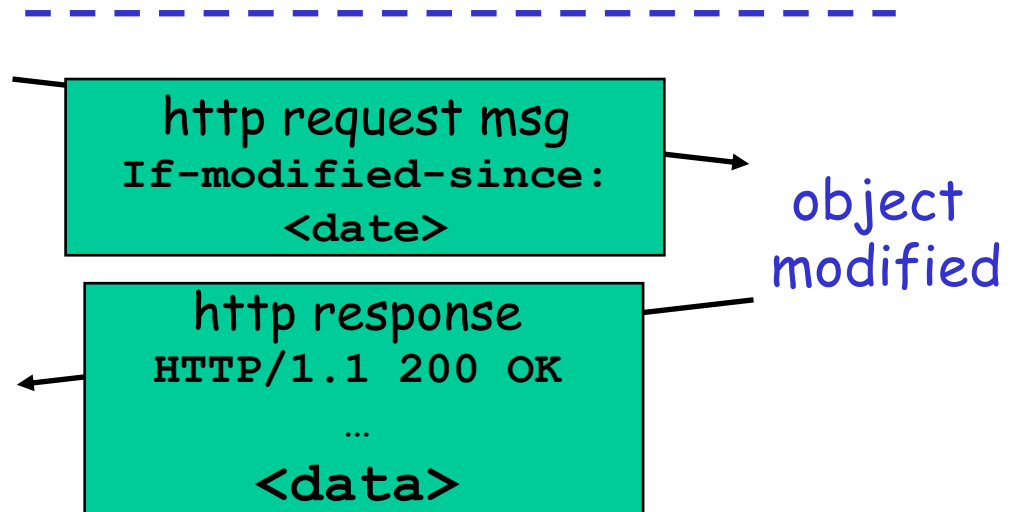 http request msg
If-modified-since:
<date>
object
modified
http response
HTTP/1.1 200 OK
…
<data>